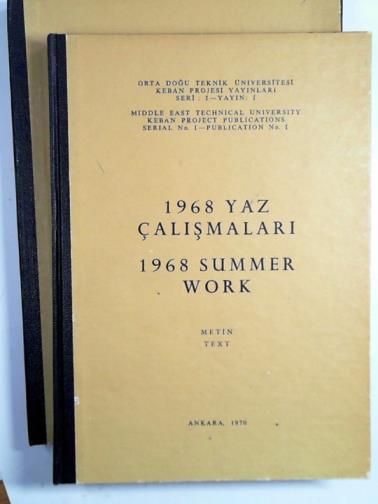 ORTA DOĞU TEKNİK ÜNİVERSİTESİ
KEBAN PROJESİ YAYINLARI
SERİ : I—YAYIN: I
MIDDLE EAST TECHNICAL UNIVERSITY
KEBAN PROJECT PUBLICATIONS
SERIAL No. I—PUBLICATION No. I
1968 YAZ
ÇALIŞMALARI
1968 SUMMER
WORK
METİN
TEXT
ANKARA, 1970